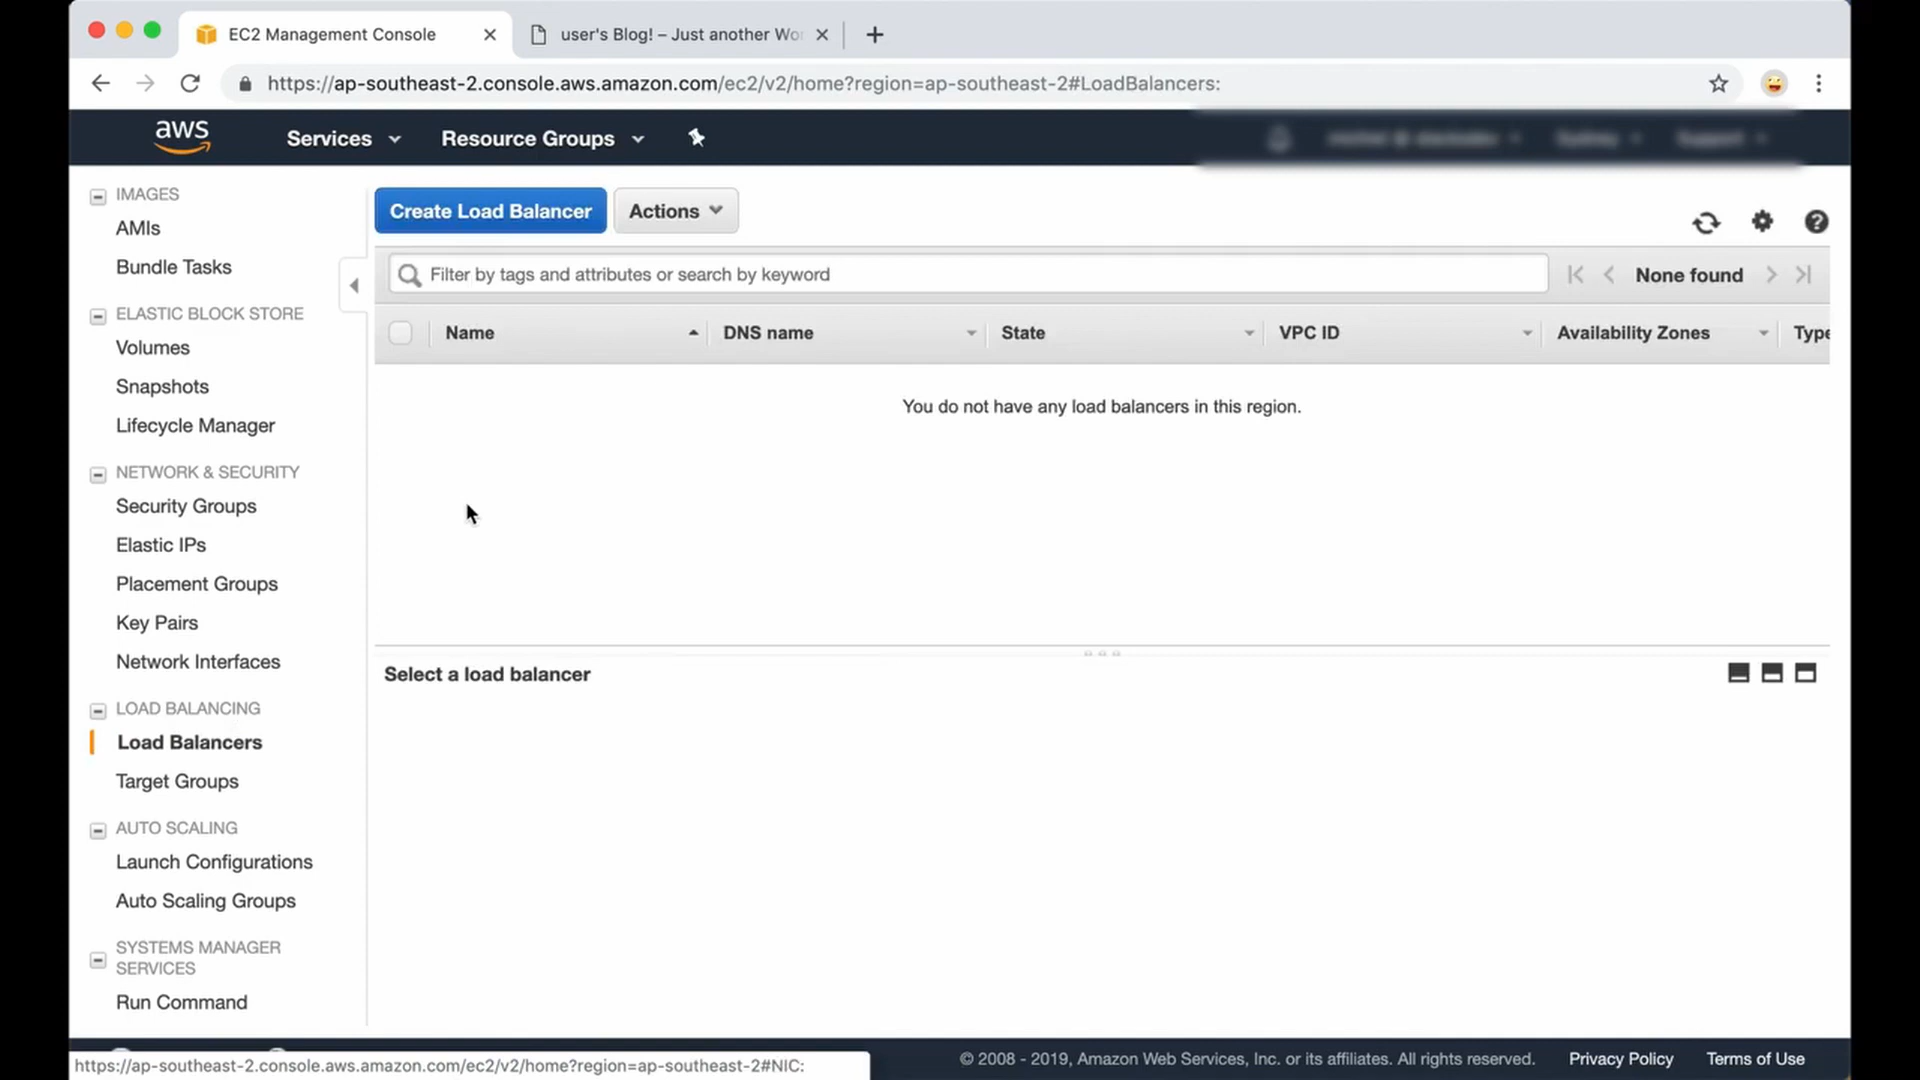 EC2 Management Console
user's Blog! – Just another Wo
https://ap-southeast-2.console.aws.amazon.com/ec2/v2/home?region=ap-southeast-2#LoadBalancers:
aws
Services
Resource Groups
IMAGES
AMIs
Bundle Tasks
ELASTIC BLOCK STORE
Volumes
Snapshots
Lifecycle Manager
NETWORK & SECURITY
Security Groups
Elastic IPs
Placement Groups
Key Pairs
Network Interfaces
LOAD BALANCING
Load Balancers
Target Groups
AUTO SCALING
Launch Configurations
Auto Scaling Groups
SYSTEMS MANAGER
SERVICES
Run Command
Create Load Balancer
Actions
Filter by tags and attributes or search by keyword
None found
Name
DNS name
State
VPC ID
Availability Zones
Type
You do not have any load balancers in this region.
Select a load balancer
https://ap-southeast-2.console.aws.amazon.com/ec2/v2/home?region=ap-southeast-2#NIC:
© 2008 - 2019, Amazon Web Services, Inc. or its affiliates. All rights reserved.
Privacy Policy
Terms of Use